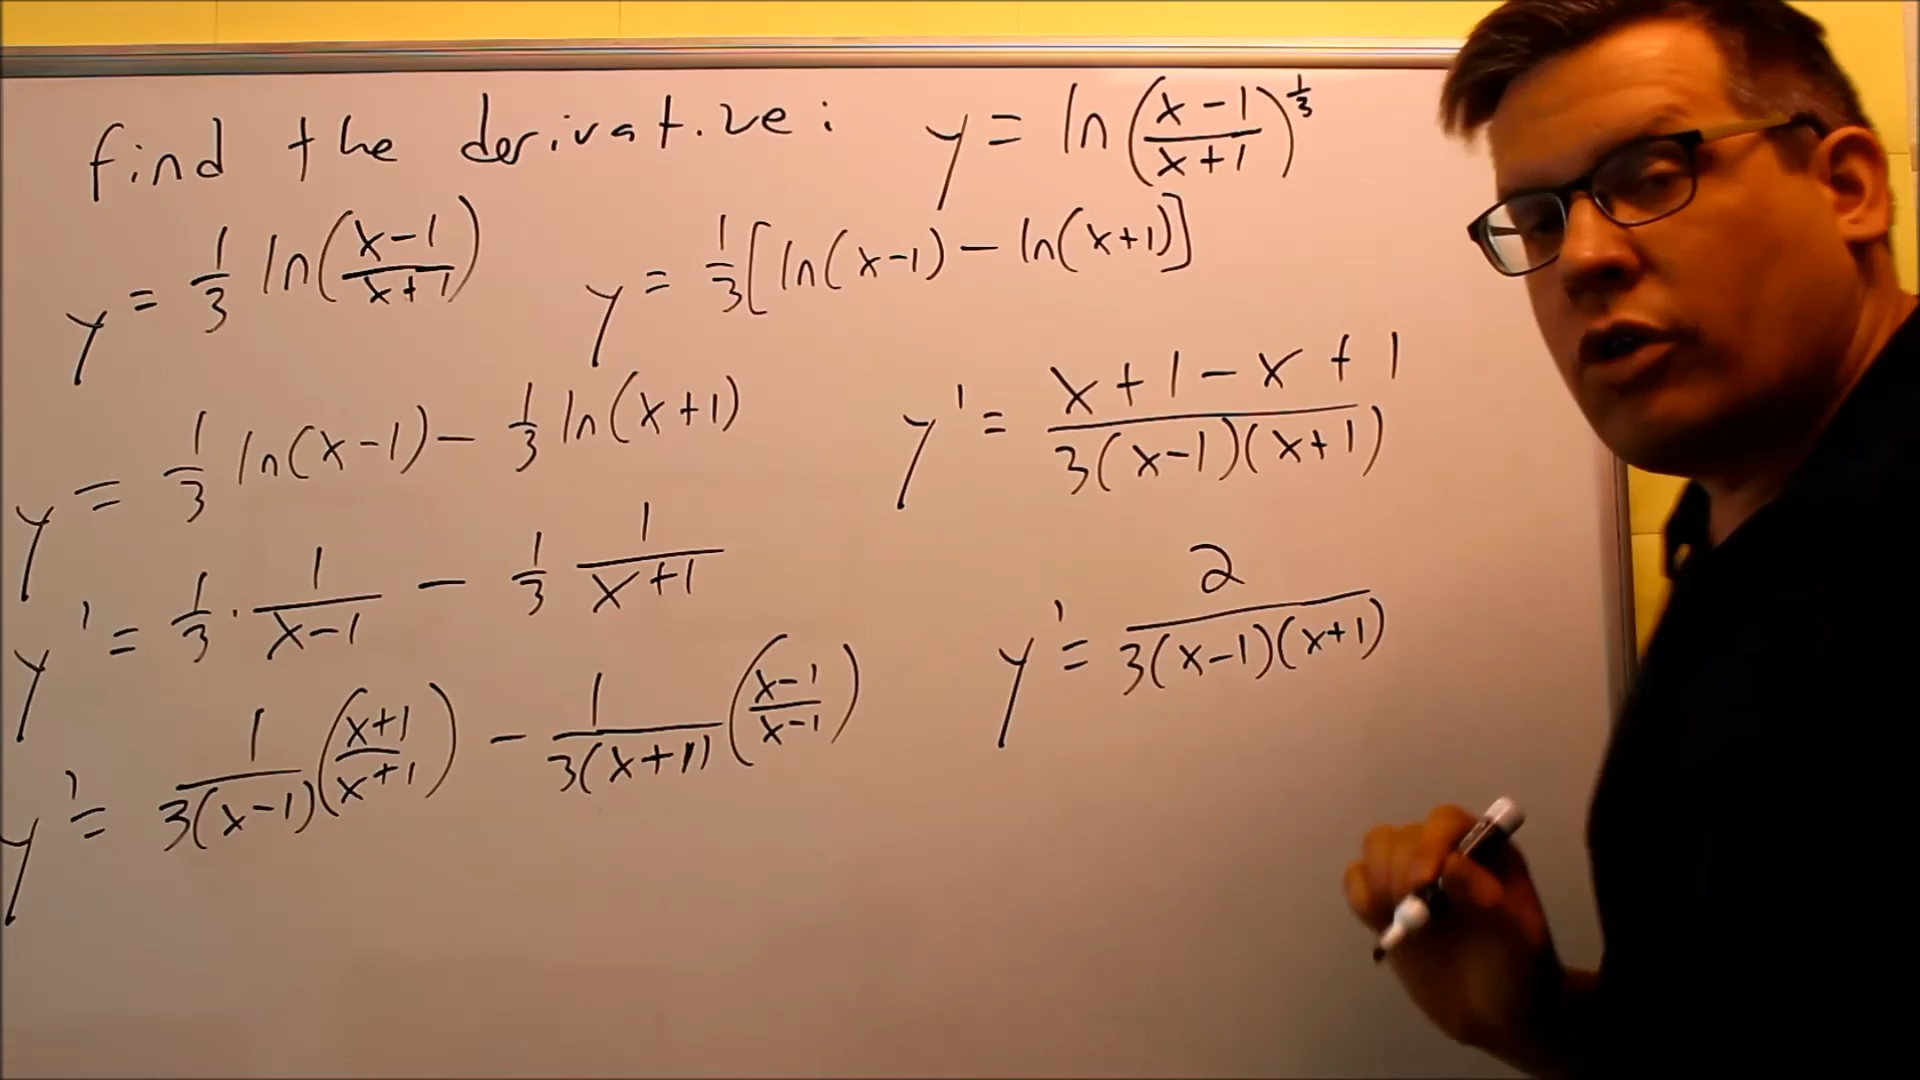 find the derivative: y = ln((x-1)/(x+1))^(1/3)
y = 1/3 ln((x-1)/(x+1))
y = 1/3[ln(x-1) - ln(x+1)]
y = 1/3 ln(x-1) - 1/3 ln(x+1)
y' = 1/3 · 1/(x-1) - 1/3 1/(x+1)
y' = 1/(3(x-1)) ((x+1)/(x+1)) - 1/(3(x+1)) ((x-1)/(x-1))
y' = (x+1-x+1)/(3(x-1)(x+1))
y' = 2/(3(x-1)(x+1))